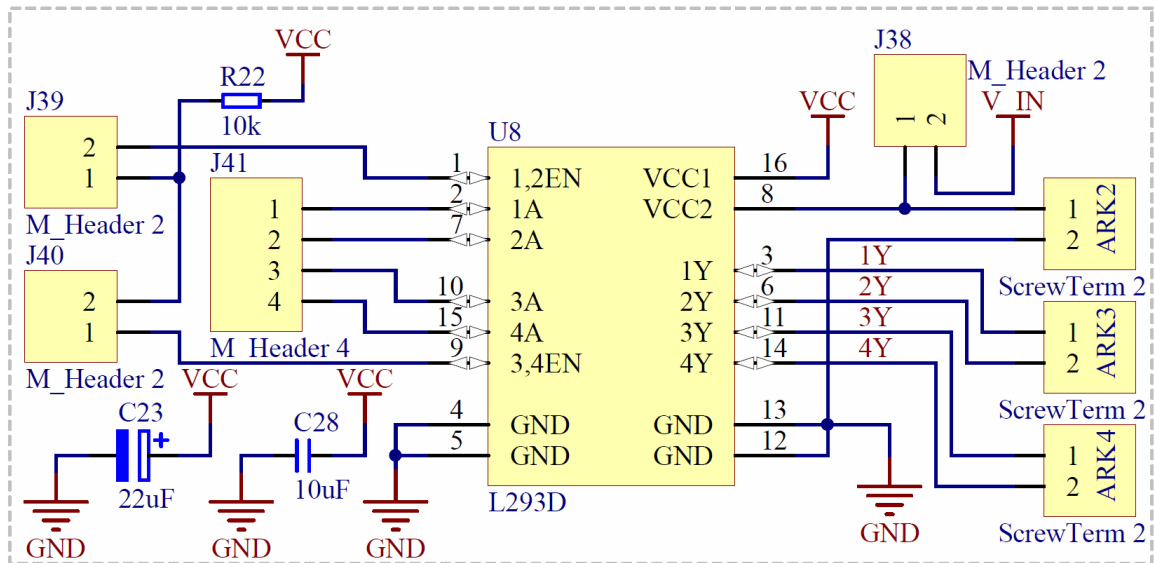 VCC
R22
10k
J39
2
1
M_Header 2
J40
2
1
M_Header 2
J41
1
2
3
4
M_Header 4
U8
1
2
7
10
15
9
4
5
1,2EN
1A
2A
3A
4A
3,4EN
GND
GND
VCC1
VCC2
1Y
2Y
3Y
4Y
GND
GND
16
8
3
6
11
14
13
12
L293D
VCC
J38
1
2
M_Header 2
V_IN
1Y
2Y
3Y
4Y
1
2
ARK2
ScrewTerm 2
1
2
ARK3
ScrewTerm 2
1
2
ARK4
ScrewTerm 2
VCC
C23
+
22uF
GND
VCC
C28
10uF
GND
GND
GND